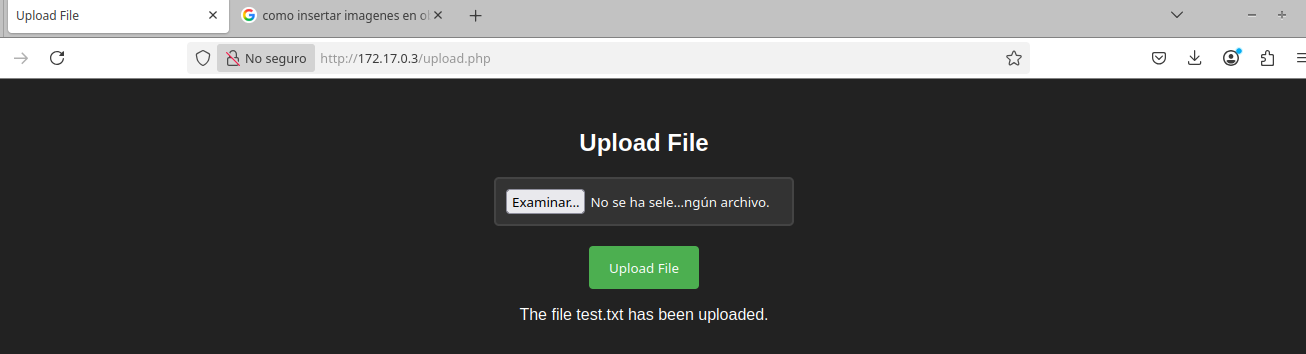 Upload File
como insertar imagenes en ol
No seguro
http://172.17.0.3/upload.php
Upload File
Examinar...
No se ha sele...ngún archivo.
Upload File
The file test.txt has been uploaded.